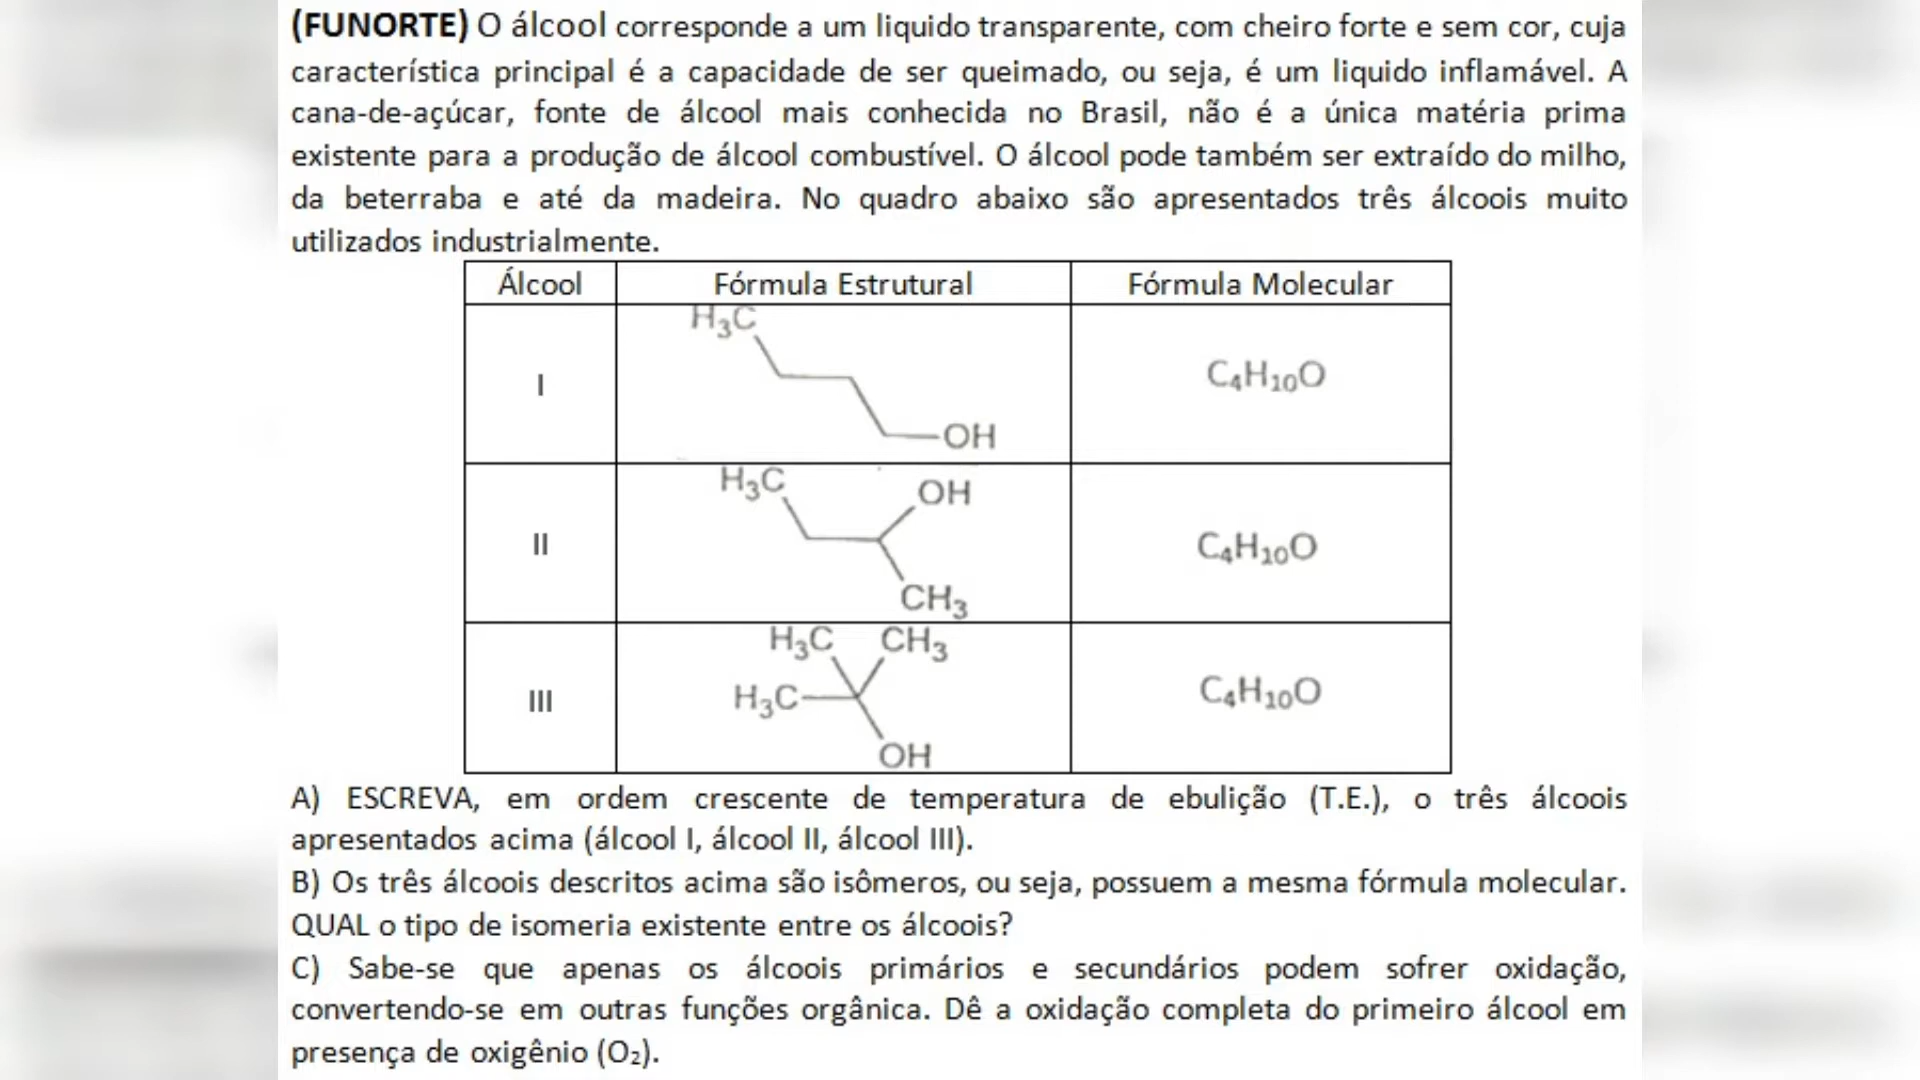 (FUNORTE) O álcool corresponde a um liquido transparente, com cheiro forte e sem cor, cuja
característica principal é a capacidade de ser queimado, ou seja, é um liquido inflamável. A
cana-de-açúcar, fonte de álcool mais conhecida no Brasil, não é a única matéria prima
existente para a produção de álcool combustível. O álcool pode também ser extraído do milho,
da beterraba e até da madeira. No quadro abaixo são apresentados três álcoois muito
utilizados industrialmente.
Álcool Fórmula Estrutural Fórmula Molecular
H₃C
I C₄H₁₀O
OH
H₃C OH
II C₄H₁₀O
CH₃
H₃C CH₃
III H₃C C₄H₁₀O
OH
A) ESCREVA, em ordem crescente de temperatura de ebulição (T.E.), o três álcoois
apresentados acima (álcool I, álcool II, álcool III).
B) Os três álcoois descritos acima são isômeros, ou seja, possuem a mesma fórmula molecular.
QUAL o tipo de isomeria existente entre os álcoois?
C) Sabe-se que apenas os álcoois primários e secundários podem sofrer oxidação,
convertendo-se em outras funções orgânica. Dê a oxidação completa do primeiro álcool em
presença de oxigênio (O₂).